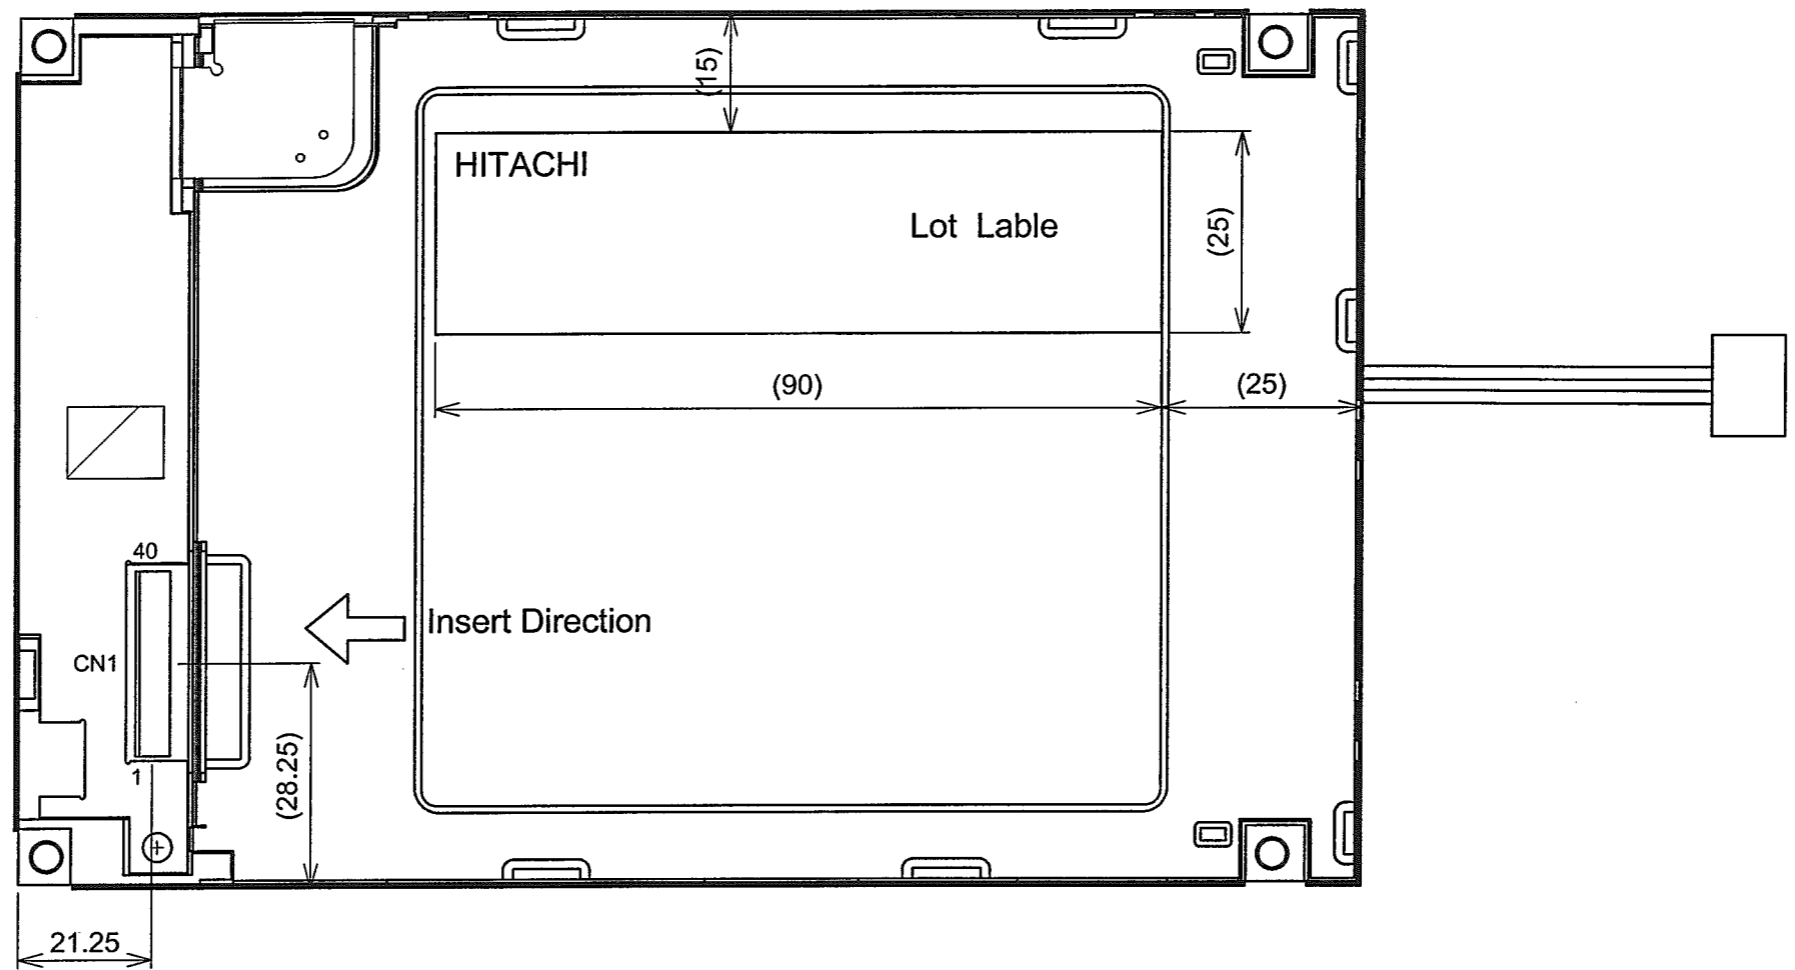 (15)
HITACHI
Lot Lable
(25)
(90)
(25)
40
Insert Direction
CN1
1
(28.25)
21.25